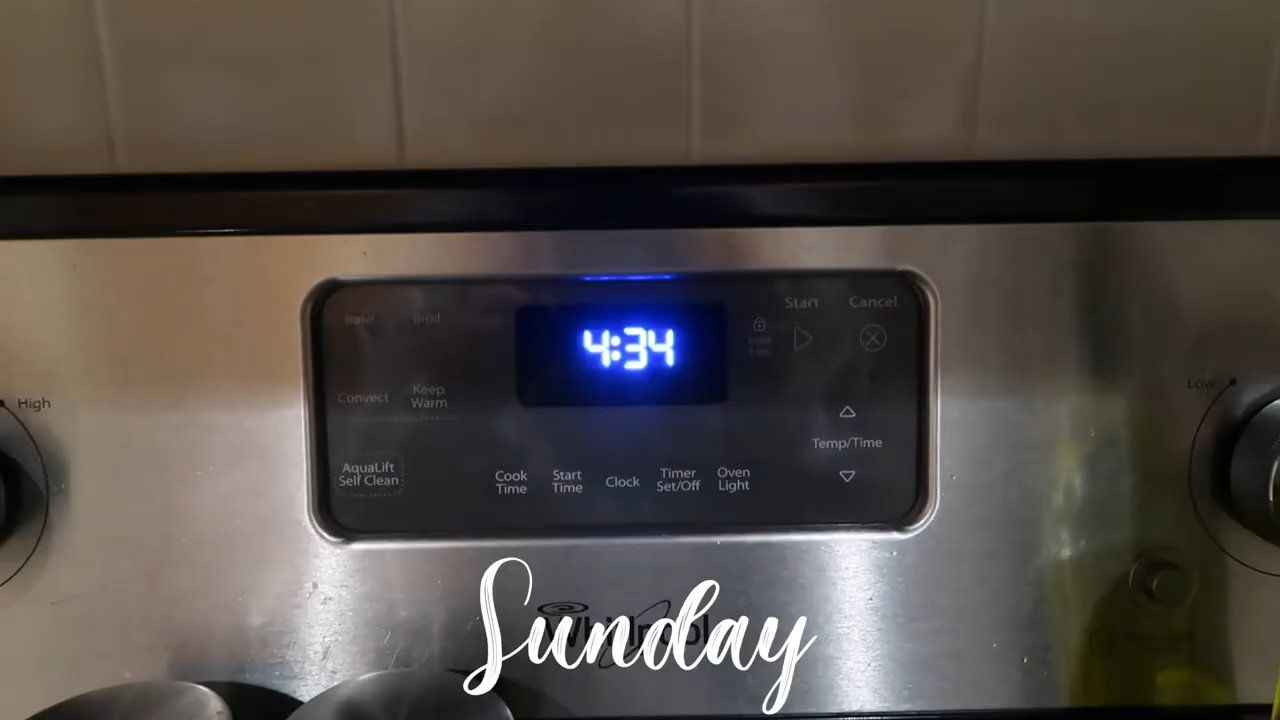 Start
Cancel
Bake
Broil
4:34
Convect
Keep
Warm
High
Low
Temp/Time
AquaLift
Self Clean
Cook
Time
Start
Time
Clock
Timer
Set/Off
Oven
Light
Whirlpool
Sunday